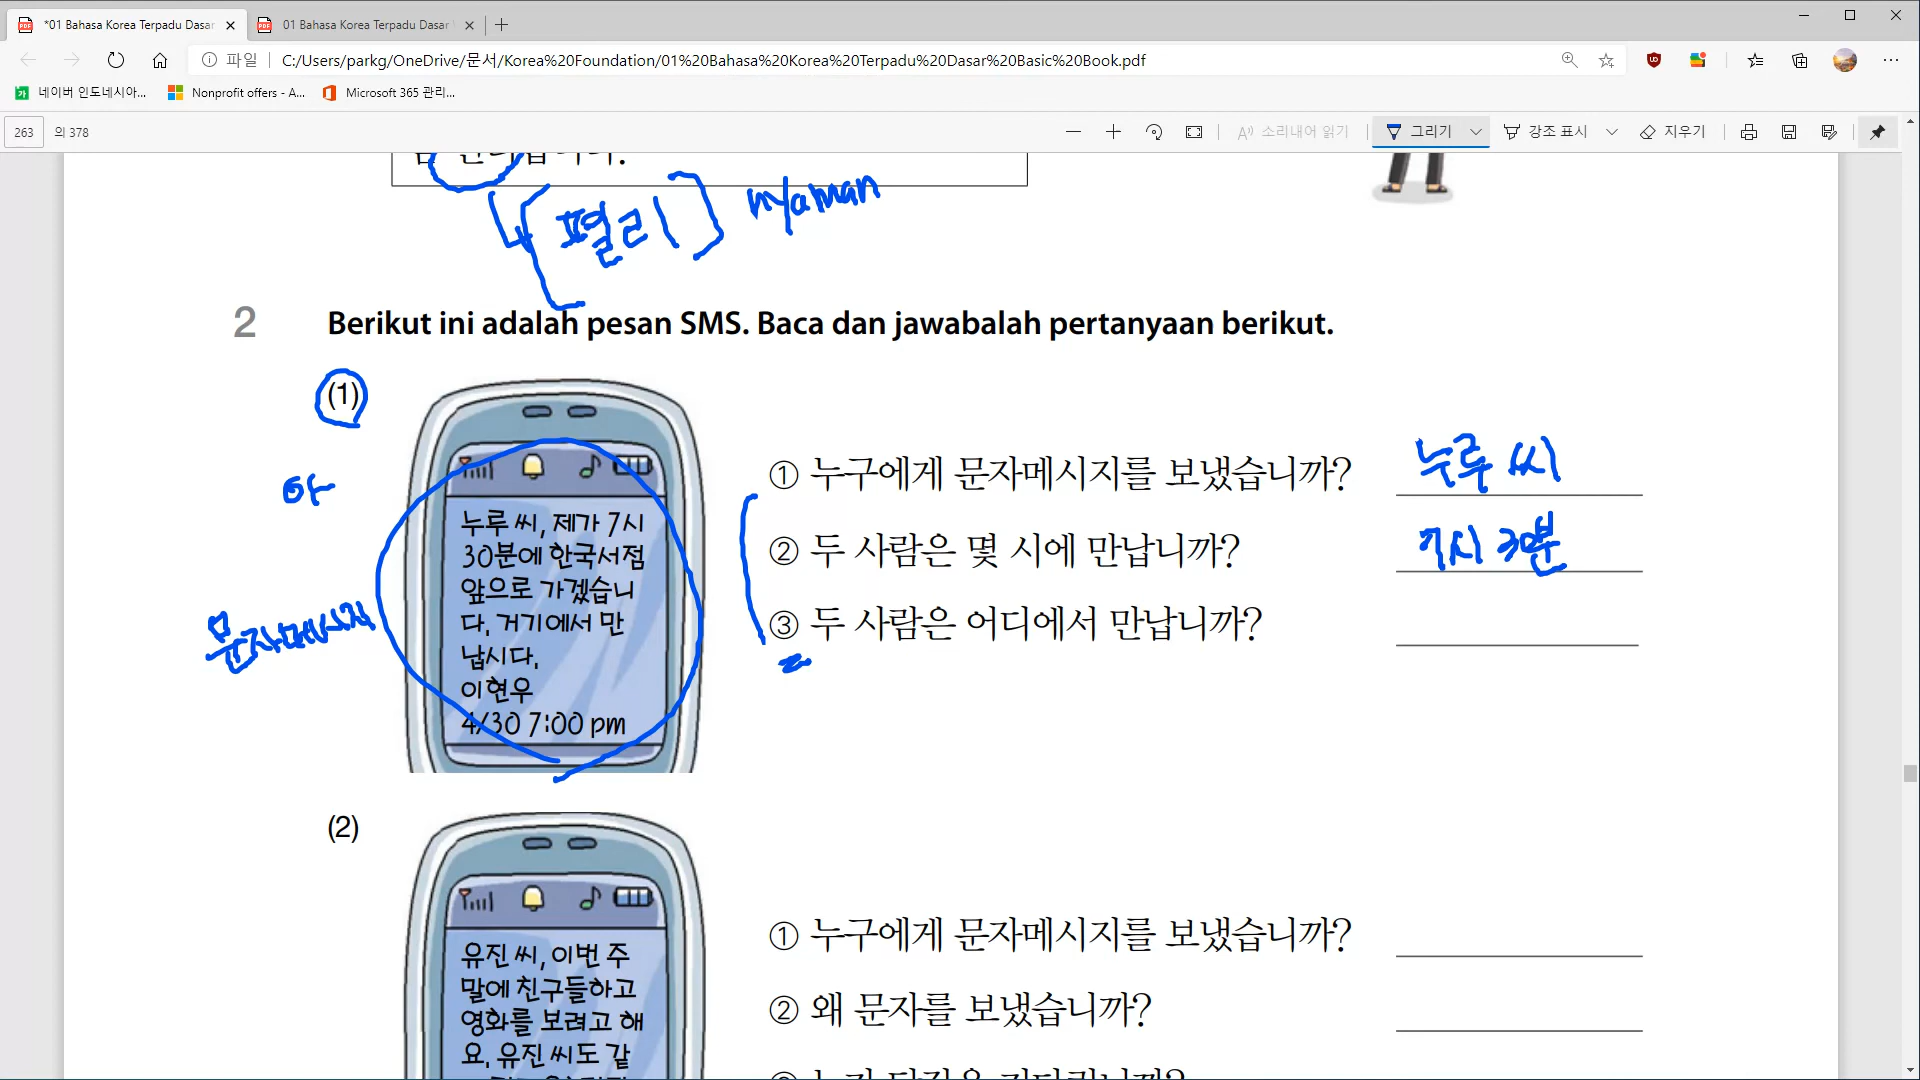 *01 Bahasa Korea Terpadu Dasar
01 Bahasa Korea Terpadu Dasar
파일
C:/Users/parkg/OneDrive/문서/Korea%20Foundation/01%20Bahasa%20Korea%20Terpadu%20Dasar%20Basic%20Book.pdf
네이버 인도네시아...
Nonprofit offers - A...
Microsoft 365 관리...
263 의 378
소리내어 읽기
그리기
강조 표시
지우기
펼리
nyaman
2 Berikut ini adalah pesan SMS. Baca dan jawabalah pertanyaan berikut.
(1)
야
문자메시지
누루 씨, 제가 7시
30분에 한국서점
앞으로 가겠습니
다. 거기에서 만
납시다.
이현우
4/30 7:00 pm
① 누구에게 문자메시지를 보냈습니까? 누루 씨
② 두 사람은 몇 시에 만납니까? 7시 30분
③ 두 사람은 어디에서 만납니까?
(2)
유진 씨, 이번 주
말에 친구들하고
영화를 보려고 해
요. 유진 씨도 같
① 누구에게 문자메시지를 보냈습니까?
② 왜 문자를 보냈습니까?